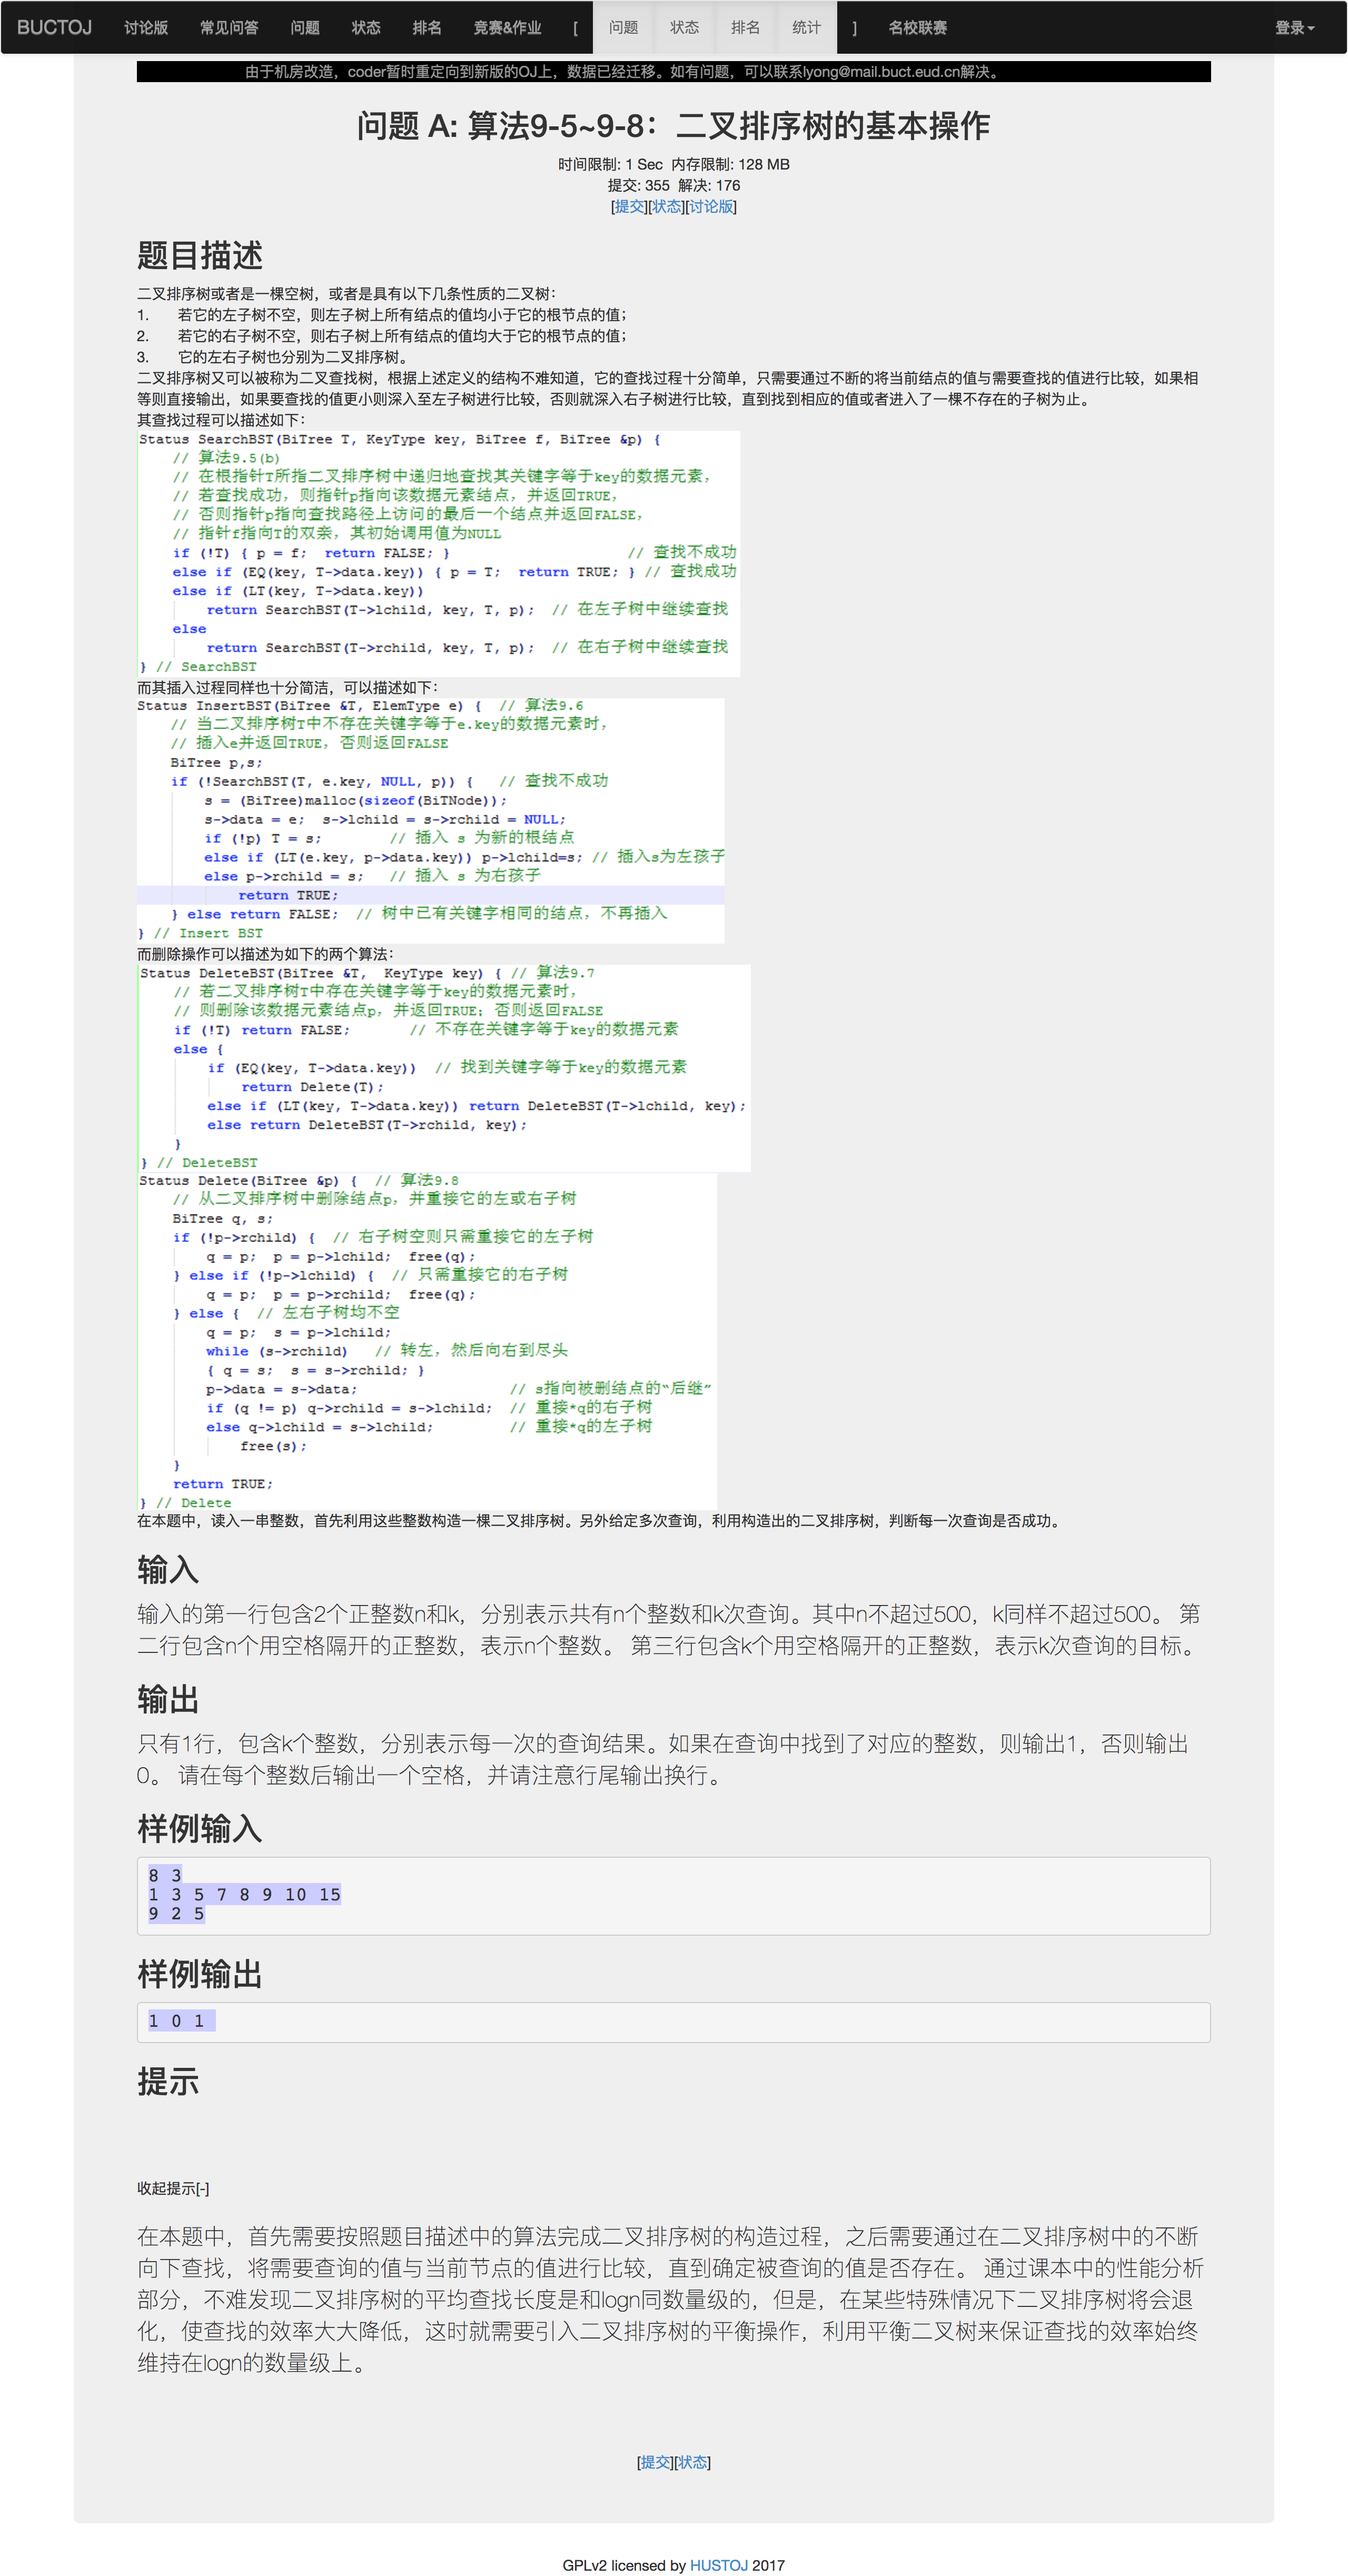 BUCTOJ 讨论版 常见问答 问题 状态 排名 竞赛&作业 [ 问题 状态 排名 统计 ] 名校联赛 登录
由于机房改造，coder暂时重定向到新版的OJ上，数据已经迁移。如有问题，可以联系lyong@mail.buct.eud.cn解决。
问题 A: 算法9-5~9-8：二叉排序树的基本操作
时间限制: 1 Sec 内存限制: 128 MB
提交: 355 解决: 176
[提交][状态][讨论版]
题目描述
二叉排序树或者是一棵空树，或者是具有以下几条性质的二叉树：
1. 若它的左子树不空，则左子树上所有结点的值均小于它的根节点的值；
2. 若它的右子树不空，则右子树上所有结点的值均大于它的根节点的值；
3. 它的左右子树也分别为二叉排序树。
二叉排序树又可以被称为二叉查找树，根据上述定义的结构不难知道，它的查找过程十分简单，只需要通过不断的将当前结点的值与需要查找的值进行比较，如果相
等则直接输出，如果要查找的值更小则深入至左子树进行比较，否则就深入右子树进行比较，直到找到相应的值或者进入了一棵不存在的子树为止。
其查找过程可以描述如下：
Status SearchBST(BiTree T, KeyType key, BiTree f, BiTree &p) {
// 算法9.5(b)
// 在根指针T所指二叉排序树中递归地查找其关键字等于key的数据元素，
// 若查找成功，则指针p指向该数据元素结点，并返回TRUE，
// 否则指针p指向查找路径上访问的最后一个结点并返回FALSE，
// 指针f指向T的双亲，其初始调用值为NULL
if (!T) { p = f; return FALSE; } // 查找不成功
else if (EQ(key, T->data.key)) { p = T; return TRUE; } // 查找成功
else if (LT(key, T->data.key))
return SearchBST(T->lchild, key, T, p); // 在左子树中继续查找
else
return SearchBST(T->rchild, key, T, p); // 在右子树中继续查找
} // SearchBST
而其插入过程同样也十分简洁，可以描述如下：
Status InsertBST(BiTree &T, ElemType e) { // 算法9.6
// 当二叉排序树T中不存在关键字等于e.key的数据元素时，
// 插入e并返回TRUE，否则返回FALSE
BiTree p,s;
if (!SearchBST(T, e.key, NULL, p)) { // 查找不成功
s = (BiTree)malloc(sizeof(BiTNode));
s->data = e; s->lchild = s->rchild = NULL;
if (!p) T = s; // 插入 s 为新的根结点
else if (LT(e.key, p->data.key)) p->lchild=s; // 插入s为左孩子
else p->rchild = s; // 插入 s 为右孩子
return TRUE;
} else return FALSE; // 树中已有关键字相同的结点，不再插入
} // Insert BST
而删除操作可以描述为如下的两个算法：
Status DeleteBST(BiTree &T, KeyType key) { // 算法9.7
// 若二叉排序树T中存在关键字等于key的数据元素时，
// 则删除该数据元素结点p，并返回TRUE；否则返回FALSE
if (!T) return FALSE; // 不存在关键字等于key的数据元素
else {
if (EQ(key, T->data.key)) // 找到关键字等于key的数据元素
return Delete(T);
else if (LT(key, T->data.key)) return DeleteBST(T->lchild, key);
else return DeleteBST(T->rchild, key);
}
} // DeleteBST
Status Delete(BiTree &p) { // 算法9.8
// 从二叉排序树中删除结点p，并重接它的左或右子树
BiTree q, s;
if (!p->rchild) { // 右子树空则只需重接它的左子树
q = p; p = p->lchild; free(q);
} else if (!p->lchild) { // 只需重接它的右子树
q = p; p = p->rchild; free(q);
} else { // 左右子树均不空
q = p; s = p->lchild;
while (s->rchild) // 转左，然后向右到尽头
{ q = s; s = s->rchild; }
p->data = s->data; // s指向被删结点的“后继”
if (q != p) q->rchild = s->lchild; // 重接*q的右子树
else q->lchild = s->lchild; // 重接*q的左子树
free(s);
}
return TRUE;
} // Delete
在本题中，读入一串整数，首先利用这些整数构造一棵二叉排序树。另外给定多次查询，利用构造出的二叉排序树，判断每一次查询是否成功。
输入
输入的第一行包含2个正整数n和k，分别表示共有n个整数和k次查询。其中n不超过500，k同样不超过500。 第
二行包含n个用空格隔开的正整数，表示n个整数。 第三行包含k个用空格隔开的正整数，表示k次查询的目标。
输出
只有1行，包含k个整数，分别表示每一次的查询结果。如果在查询中找到了对应的整数，则输出1，否则输出
0。 请在每个整数后输出一个空格，并请注意行尾输出换行。
样例输入
8 3
1 3 5 7 8 9 10 15
9 2 5
样例输出
1 0 1
提示
收起提示[-]
在本题中，首先需要按照题目描述中的算法完成二叉排序树的构造过程，之后需要通过在二叉排序树中的不断
向下查找，将需要查询的值与当前节点的值进行比较，直到确定被查询的值是否存在。 通过课本中的性能分析
部分，不难发现二叉排序树的平均查找长度是和logn同数量级的，但是，在某些特殊情况下二叉排序树将会退
化，使查找的效率大大降低，这时就需要引入二叉排序树的平衡操作，利用平衡二叉树来保证查找的效率始终
维持在logn的数量级上。
[提交][状态]
GPLv2 licensed by HUSTOJ 2017